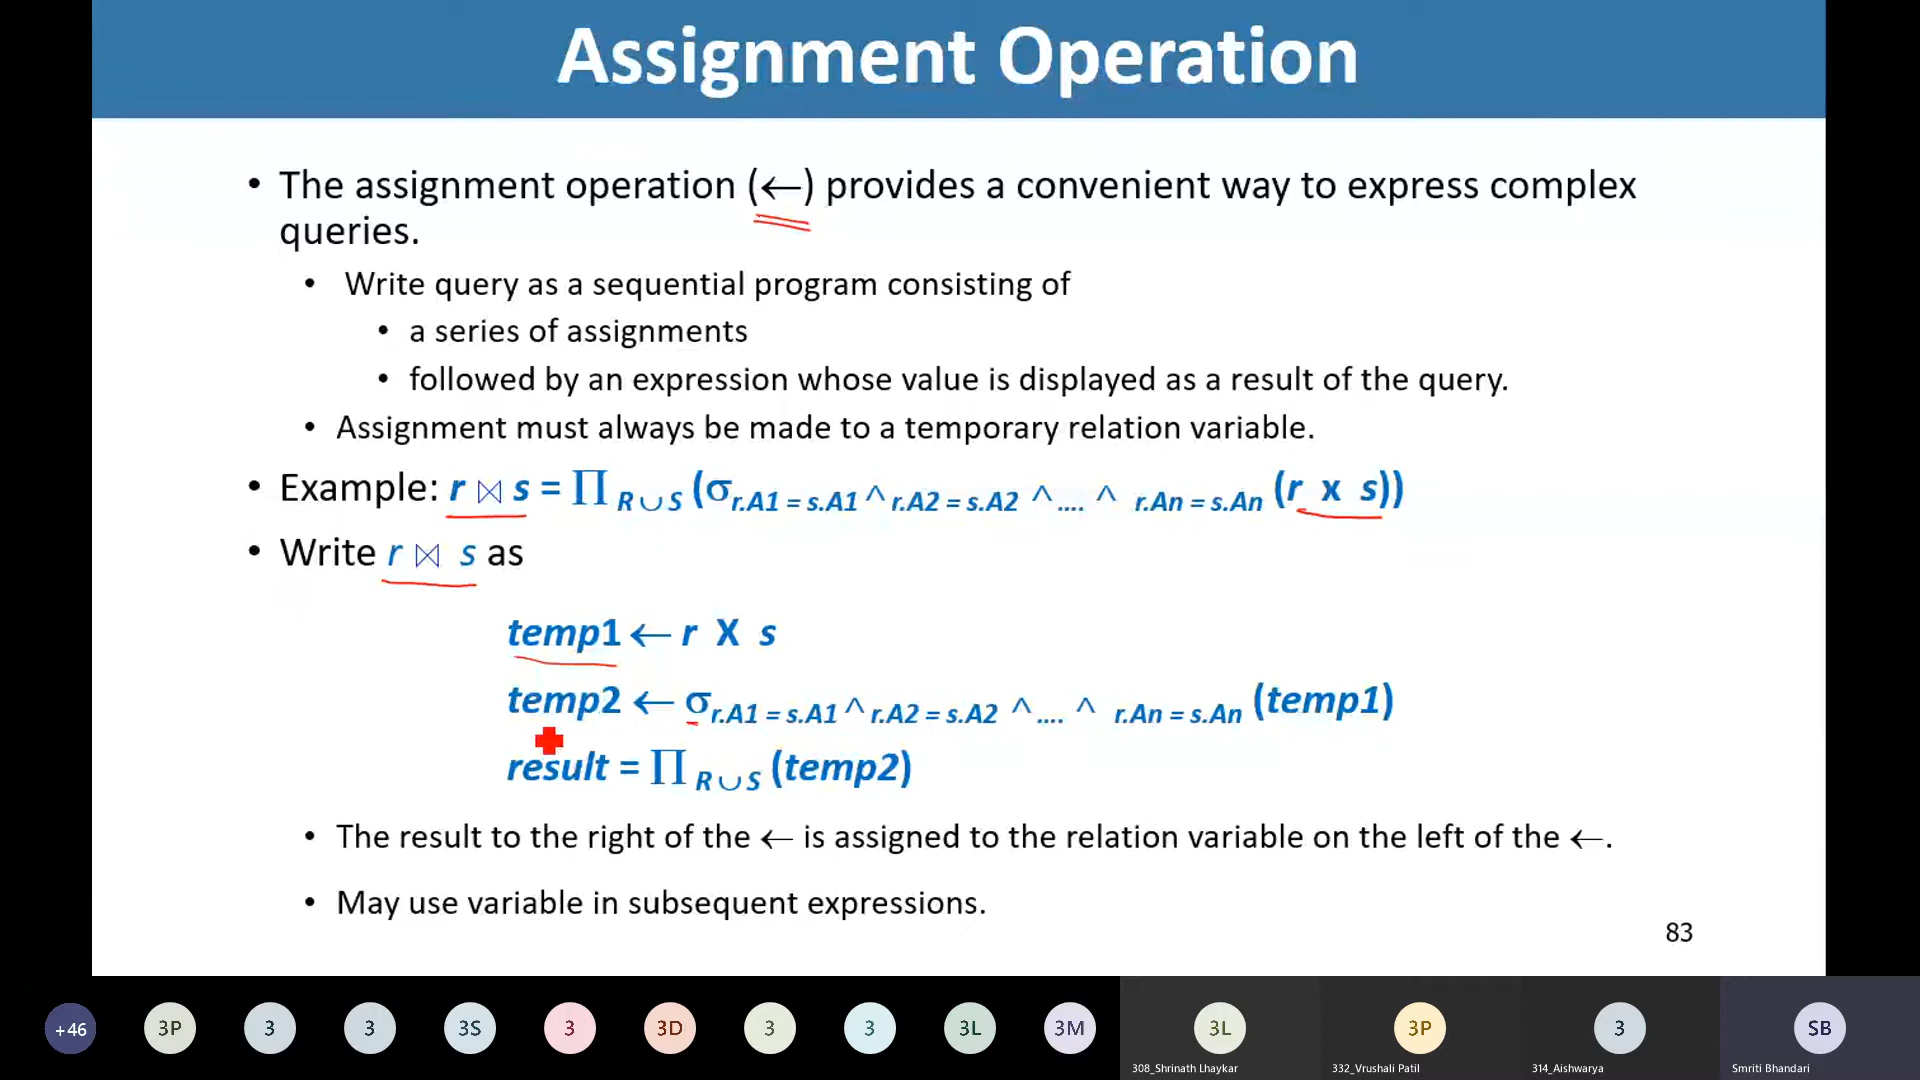 Assignment Operation
• The assignment operation (←) provides a convenient way to express complex
queries.
• Write query as a sequential program consisting of
• a series of assignments
• followed by an expression whose value is displayed as a result of the query.
• Assignment must always be made to a temporary relation variable.
• Example: r ⋈ s = ∏ R ∪ S (σ r.A1 = s.A1 ^ r.A2 = s.A2 ^ .... ^ r.An = s.An (r x s))
• Write r ⋈ s as
temp1 ← r X s
temp2 ← σ r.A1 = s.A1 ^ r.A2 = s.A2 ^ .... ^ r.An = s.An (temp1)
result = ∏ R ∪ S (temp2)
• The result to the right of the ← is assigned to the relation variable on the left of the ←.
• May use variable in subsequent expressions.
83
+46 3P 3 3 3S 3 3D 3 3 3L 3M 3L 3P 3 SB
308_Shrinath Lhaykar 332_Vrushali Patil 314_Aishwarya Smriti Bhandari